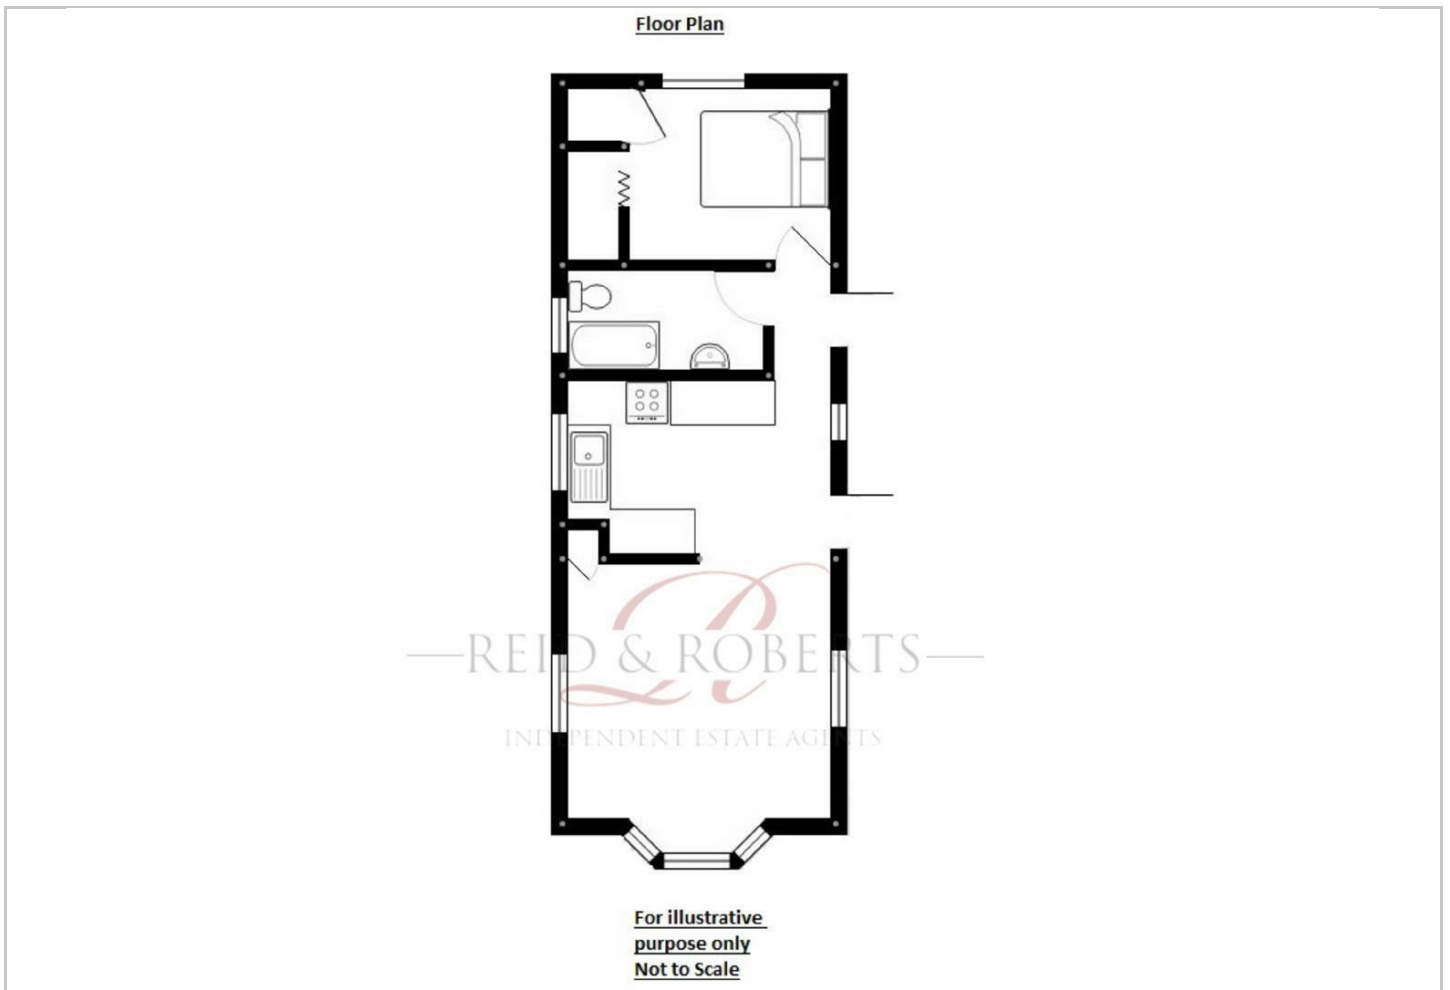 Floor Plan
REID & ROBERTS
INDEPENDENT ESTATE AGENTS
For illustrative
purpose only
Not to Scale